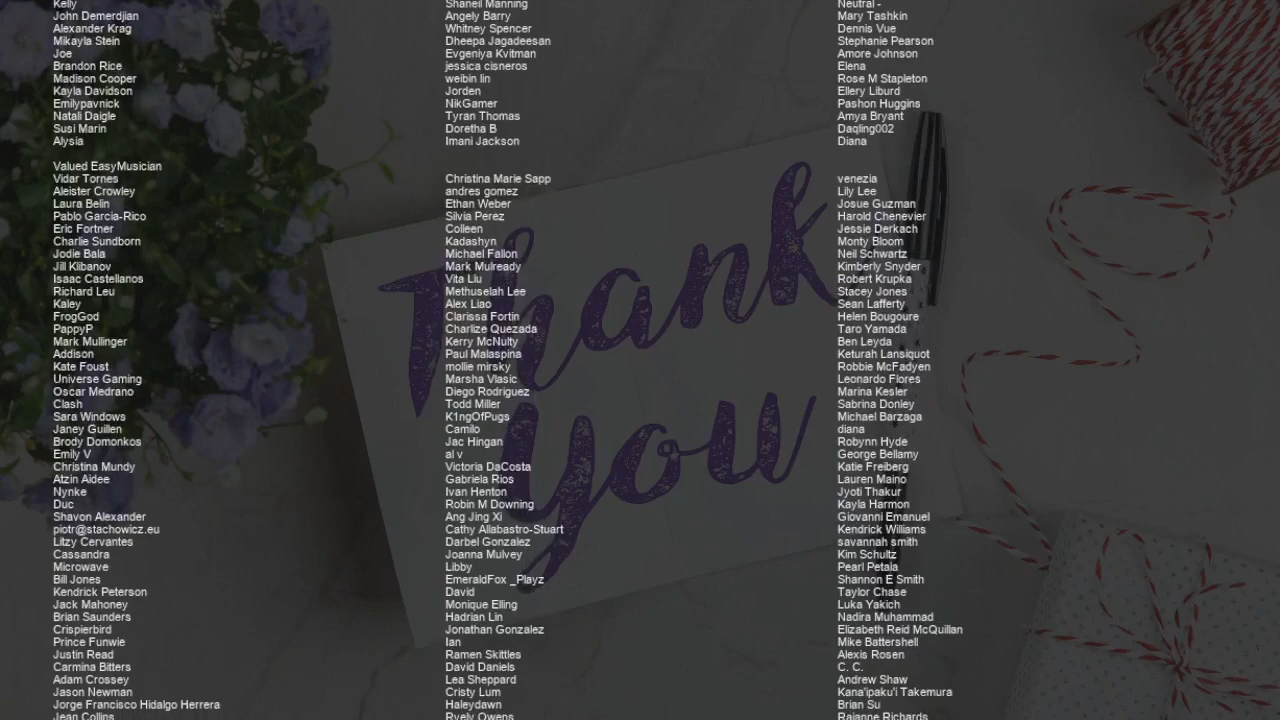 Kelly
John Demerdjian
Alexander Krag
Mikayla Stein
Joe
Brandon Rice
Madison Cooper
Kayla Davidson
Emilypavnick
Natali Daigle
Susi Marin
Alysia
Valued EasyMusician
Vidar Tornes
Aleister Crowley
Laura Belin
Pablo Garcia-Rico
Eric Fortner
Charlie Sundborn
Jodie Bala
Jill Klibanov
Isaac Castellanos
Richard Leu
Kaley
FrogGod
PappyP
Mark Mullinger
Addison
Kate Foust
Universe Gaming
Oscar Medrano
Clash
Sara Windows
Janey Guillen
Brody Domonkos
Emily V
Christina Mundy
Atzin Aidee
Nynke
Duc
Shavon Alexander
piotr@stachowicz.eu
Litzy Cervantes
Cassandra
Microwave
Bill Jones
Kendrick Peterson
Jack Mahoney
Brian Saunders
Crispierbird
Prince Funwie
Justin Read
Carmina Bitters
Adam Crossey
Jason Newman
Jorge Francisco Hidalgo Herrera
Jean Collins
Shanell Manning
Angely Barry
Whitney Spencer
Dheepa Jagadeesan
Evgeniya Kvitman
jessica cisneros
weibin lin
Jorden
NikGamer
Tyran Thomas
Doretha B
Imani Jackson
Christina Marie Sapp
andres gomez
Ethan Weber
Silvia Perez
Colleen
Kadashyn
Michael Fallon
Mark Mulready
Vita Liu
Methuselah Lee
Alex Liao
Clarissa Fortin
Charlize Quezada
Kerry McNulty
Paul Malaspina
mollie mirsky
Marsha Vlasic
Diego Rodriguez
Todd Miller
K1ngOfPugs
Camilo
Jac Hingan
al v
Victoria DaCosta
Gabriela Rios
Ivan Henton
Robin M Downing
Ang Jing Xi
Cathy Allabastro-Stuart
Darbel Gonzalez
Joanna Mulvey
Libby
EmeraldFox _Playz
David
Monique Elling
Hadrian Lin
Jonathan Gonzalez
Ian
Ramen Skittles
David Daniels
Lea Sheppard
Cristy Lum
Haleydawn
Ryely Owens
Neutral -
Mary Tashkin
Dennis Vue
Stephanie Pearson
Amore Johnson
Elena
Rose M Stapleton
Ellery Liburd
Pashon Huggins
Amya Bryant
Daqling002
Diana
venezia
Lily Lee
Josue Guzman
Harold Chenevier
Jessie Derkach
Monty Bloom
Neil Schwartz
Kimberly Snyder
Robert Krupka
Stacey Jones
Sean Lafferty
Helen Bougoure
Taro Yamada
Ben Leyda
Keturah Lansiquot
Robbie McFadyen
Leonardo Flores
Marina Kesler
Sabrina Donley
Michael Barzaga
diana
Robynn Hyde
George Bellamy
Katie Freiberg
Lauren Maino
Jyoti Thakur
Kayla Harmon
Giovanni Emanuel
Kendrick Williams
savannah smith
Kim Schultz
Pearl Petaia
Shannon E Smith
Taylor Chase
Luka Yakich
Nadira Muhammad
Elizabeth Reid McQuillan
Mike Battershell
Alexis Rosen
C. C.
Andrew Shaw
Kana'ipaku'i Takemura
Brian Su
Raianne Richards
Thank
you